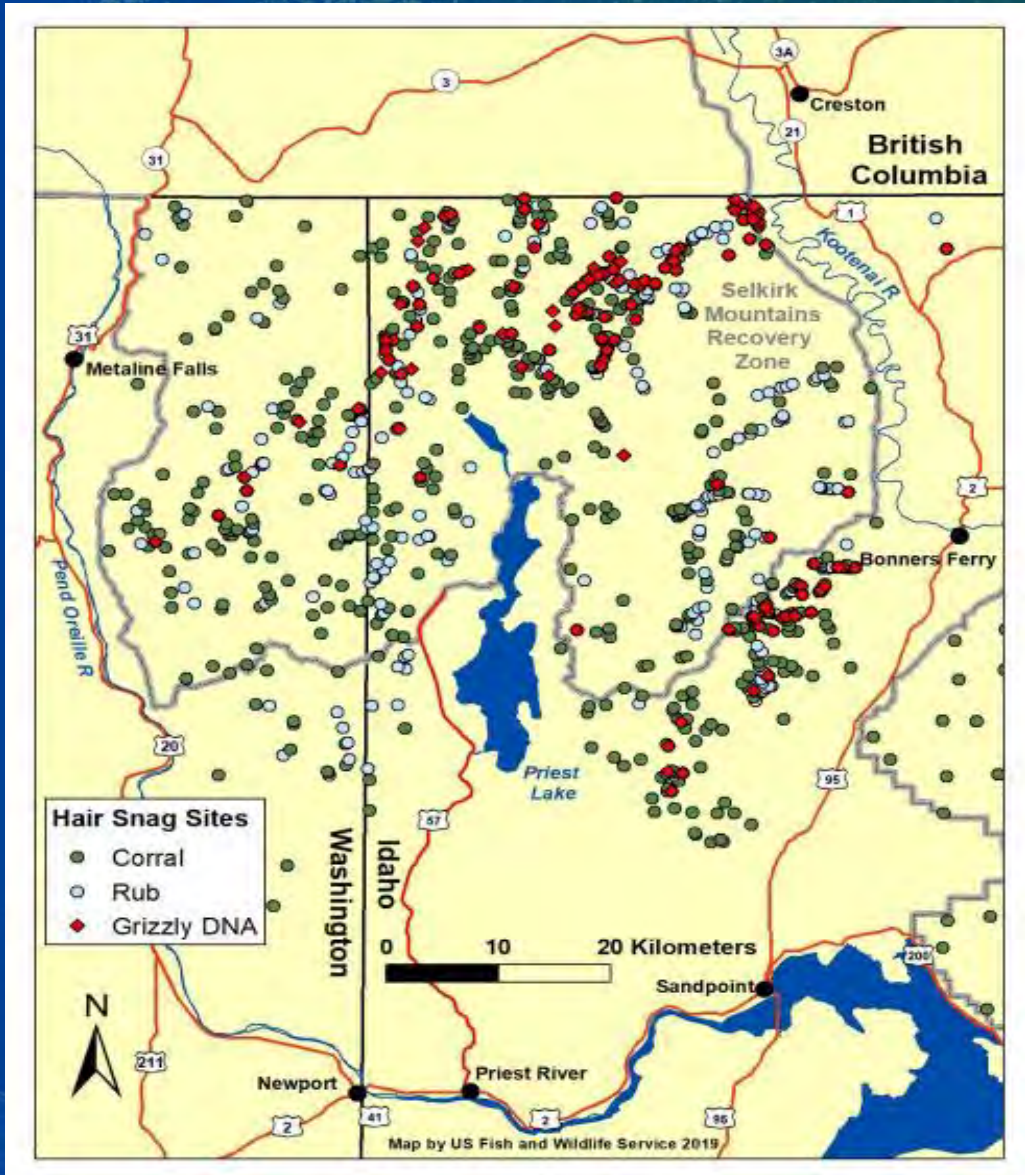 3A
3
Creston
21
31
British
Columbia
1
Kootenai R
Selkirk
Mountains
Recovery
Zone
31
Metaline Falls
2
Bonners Ferry
Pend Oreille R
20
Priest
Lake
95
57
Hair Snag Sites
Corral
Rub
Grizzly DNA
Washington
Idaho
0 10 20 Kilometers
200
Sandpoint
N
211
Newport
Priest River
41
2
2
95
Map by US Fish and Wildlife Service 2019